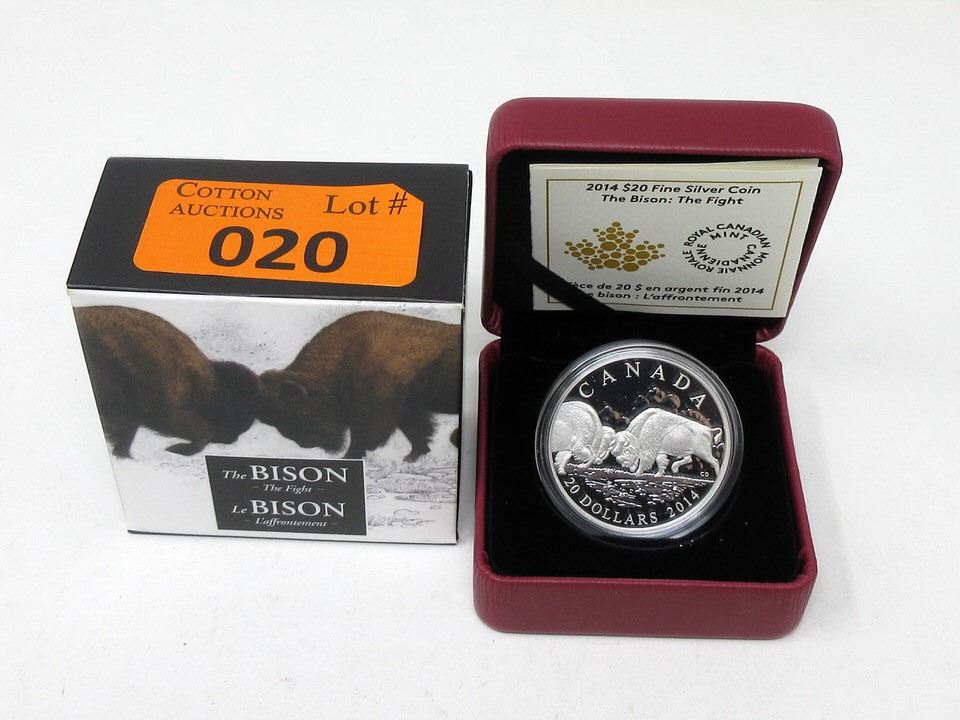 COTTON
AUCTIONS
Lot #
020
The BISON
- The Fight -
Le BISON
- L'affrontement -
2014 $20 Fine Silver Coin
The Bison: The Fight
ROYAL CANADIAN MINT
MONNAIE ROYALE CANADIENNE
de 20 $ en argent fin 2014
bison : L'affrontement
CANADA
CD
20 DOLLARS 2014